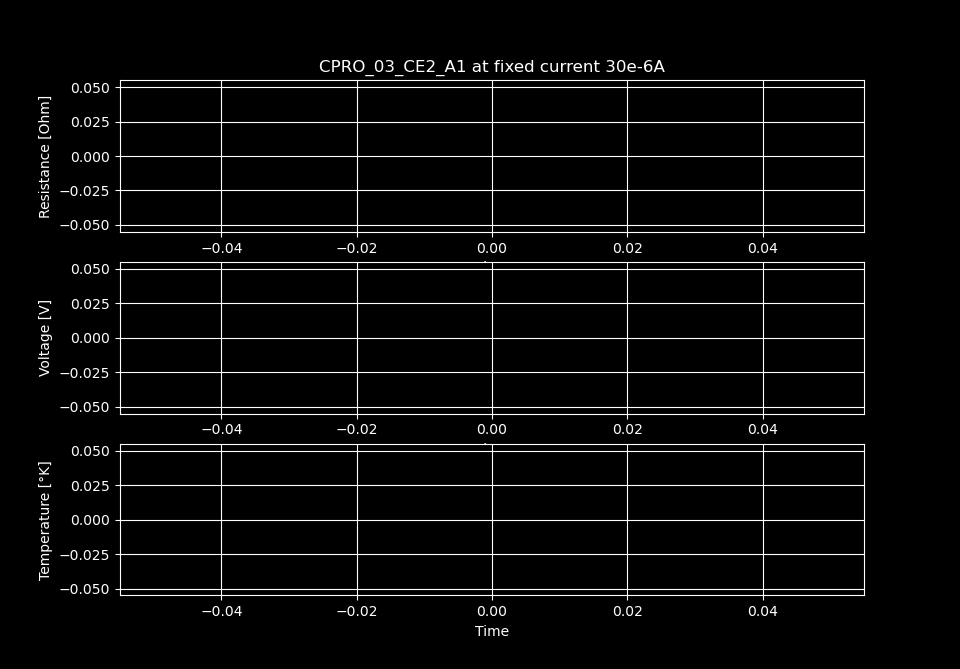 CPRO_03_CE2_A1 at fixed current 30e-6A
Resistance [Ohm]
0.050
0.025
0.000
−0.025
−0.050
−0.04 −0.02 0.00 0.02 0.04
Voltage [V]
0.050
0.025
0.000
−0.025
−0.050
−0.04 −0.02 0.00 0.02 0.04
Temperature [°K]
0.050
0.025
0.000
−0.025
−0.050
−0.04 −0.02 0.00 0.02 0.04
Time